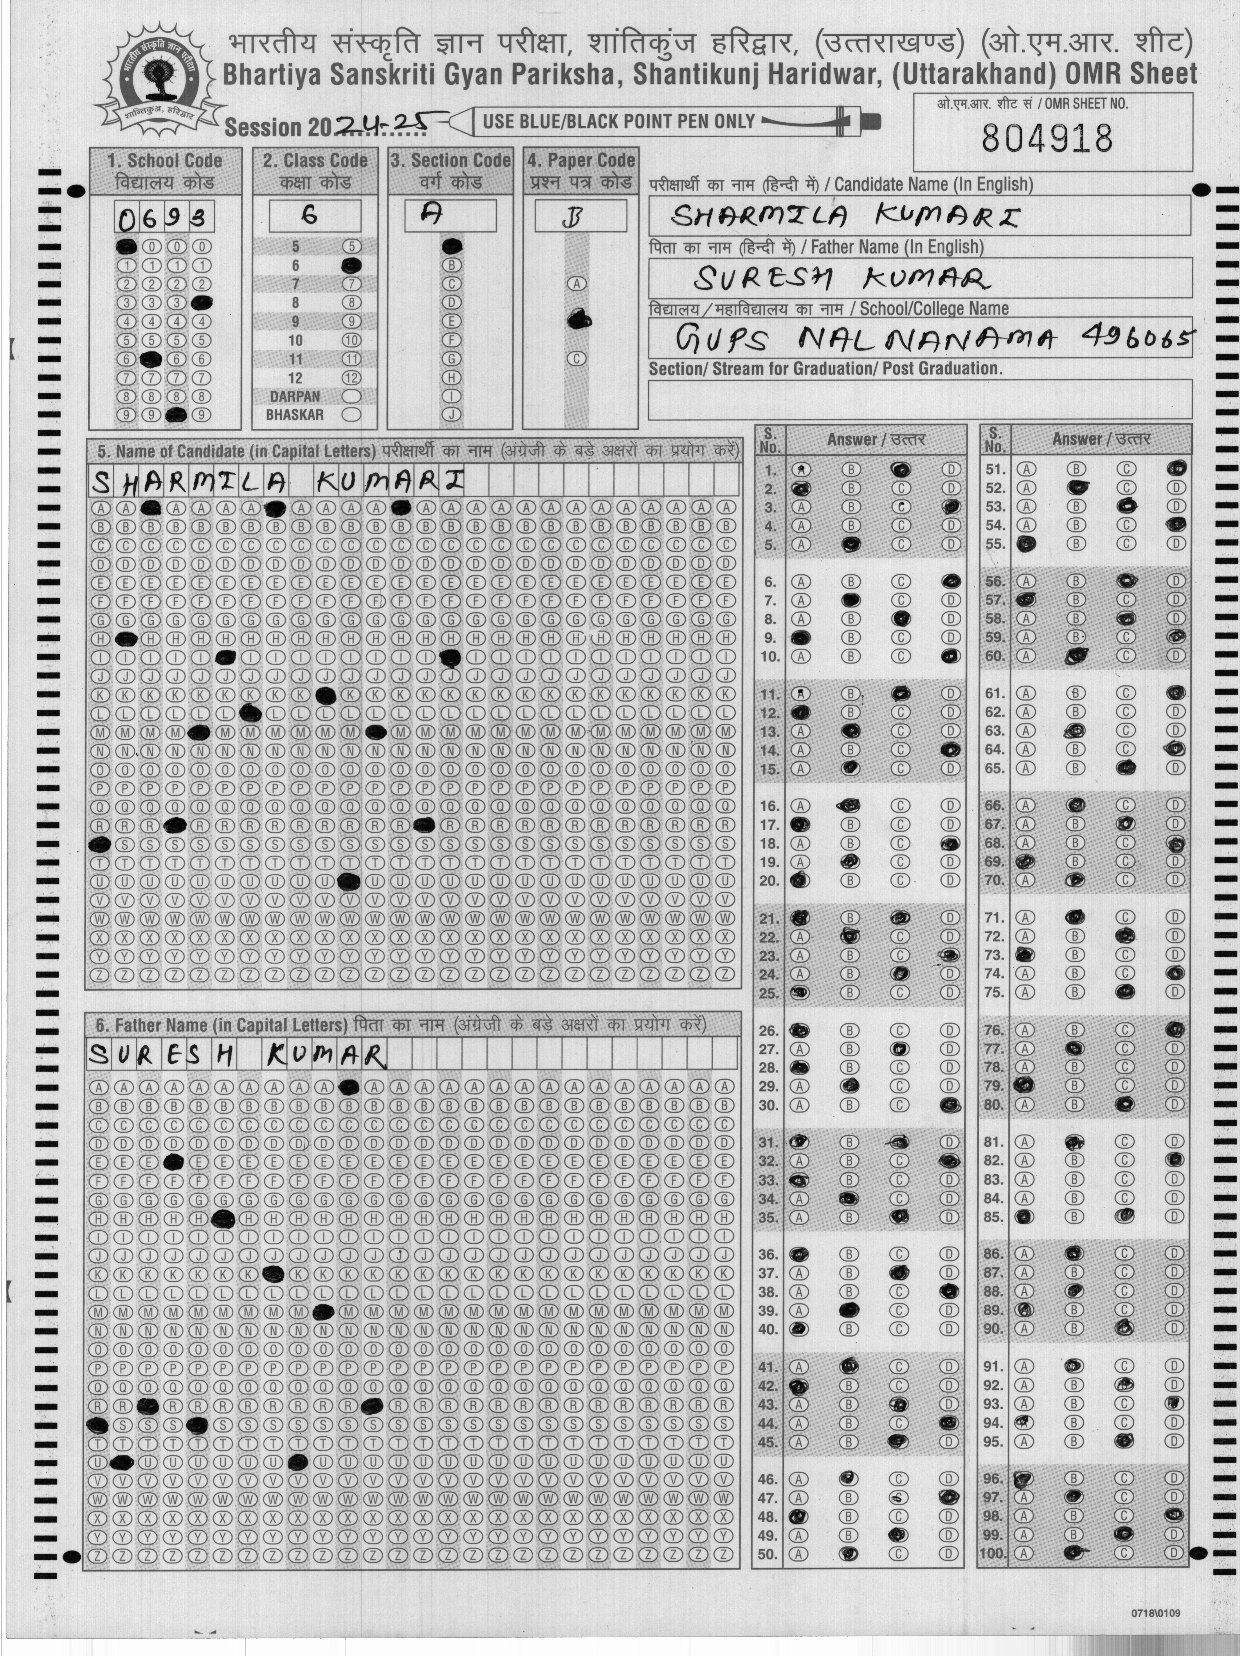 भारतीय संस्कृति ज्ञान परीक्षा, शांतिकुंज हरिद्वार, (उत्तराखण्ड) (ओ.एम.आर. शीट)
Bhartiya Sanskriti Gyan Pariksha, Shantikunj Haridwar, (Uttarakhand) OMR Sheet
Session 2024-25
USE BLUE/BLACK POINT PEN ONLY
ओ.एम.आर. शीट सं / OMR SHEET NO.
804918
1. School Code
विद्यालय कोड
0693
2. Class Code
कक्षा कोड
6
5
6
7
8
9
10
11
12
DARPAN
BHASKAR
3. Section Code
वर्ग कोड
A
4. Paper Code
प्रश्न पत्र कोड
B
परीक्षार्थी का नाम (हिन्दी में) / Candidate Name (In English)
SHARMILA KUMARI
पिता का नाम (हिन्दी में) / Father Name (In English)
SURESH KUMAR
विद्यालय/महाविद्यालय का नाम / School/College Name
GUPS NAL NANAMA 496065
Section/ Stream for Graduation/ Post Graduation.
5. Name of Candidate (in Capital Letters) परीक्षार्थी का नाम (अंग्रेजी के बड़े अक्षरों का प्रयोग करें)
SHARMILA KUMARI
6. Father Name (in Capital Letters) पिता का नाम (अंग्रेजी के बड़े अक्षरों का प्रयोग करें)
SURESH KUMAR
S. No. Answer / उत्तर
S. No. Answer / उत्तर
0718\0109